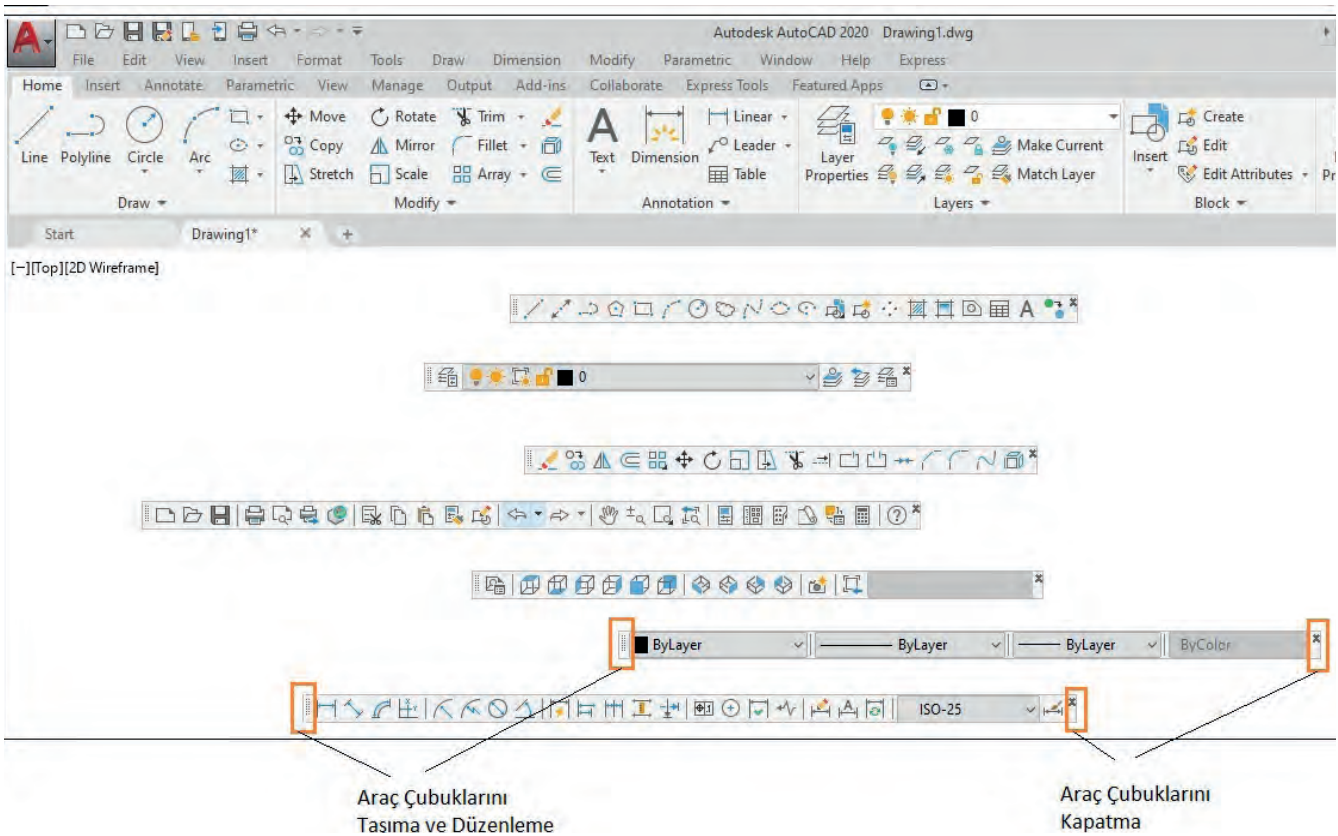 Autodesk AutoCAD 2020 Drawing1.dwg
File Edit View Insert Format Tools Draw Dimension Modify Parametric Window Help Express
Home Insert Annotate Parametric View Manage Output Add-ins Collaborate Express Tools Featured Apps
Move Rotate Trim Linear 0 Create
Line Polyline Circle Arc Copy Mirror Fillet Text Dimension Leader Layer Properties Make Current Insert Edit
Stretch Scale Array Table Match Layer Edit Attributes Pr
Draw Modify Annotation Layers Block
Start Drawing1* +
[−][Top][2D Wireframe]
A
0
ByLayer ByLayer ByLayer ByColor
ISO-25
Araç Çubuklarını
Taşıma ve Düzenleme
Araç Çubuklarını
Kapatma